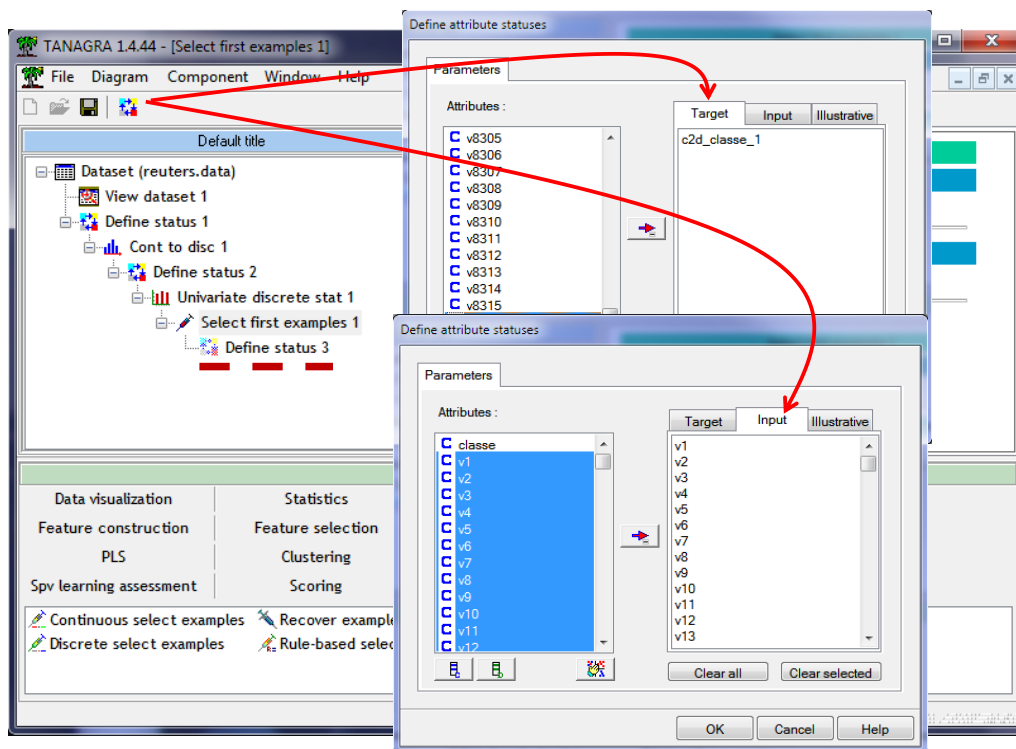 TANAGRA 1.4.44 - [Select first examples 1]
File Diagram Component Window Help
Default title
Dataset (reuters.data)
View dataset 1
Define status 1
Cont to disc 1
Define status 2
Univariate discrete stat 1
Select first examples 1
Define status 3
Data visualization Statistics
Feature construction Feature selection
PLS Clustering
Spv learning assessment Scoring
Continuous select examples Recover example
Discrete select examples Rule-based selec
Define attribute statuses
Parameters
Attributes :
Target Input Illustrative
C v8305
C v8306
C v8307
C v8308
C v8309
C v8310
C v8311
C v8312
C v8313
C v8314
C v8315
c2d_classe_1
Define attribute statuses
Parameters
Attributes :
Target Input Illustrative
C classe
C v1
C v2
C v3
C v4
C v5
C v6
C v7
C v8
C v9
C v10
C v11
C v12
v1
v2
v3
v4
v5
v6
v7
v8
v9
v10
v11
v12
v13
Clear all Clear selected
OK Cancel Help